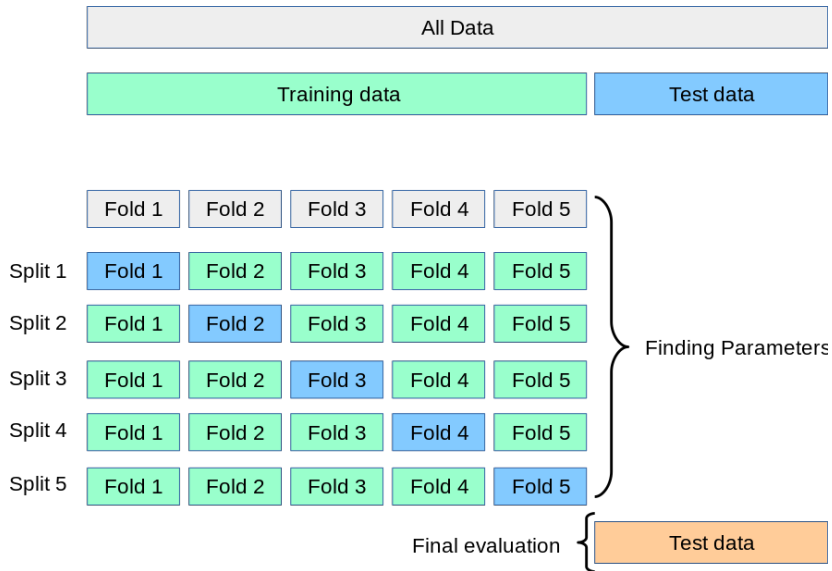 All Data
Training data Test data
Fold 1 Fold 2 Fold 3 Fold 4 Fold 5
Split 1 Fold 1 Fold 2 Fold 3 Fold 4 Fold 5
Split 2 Fold 1 Fold 2 Fold 3 Fold 4 Fold 5
Finding Parameters
Split 3 Fold 1 Fold 2 Fold 3 Fold 4 Fold 5
Split 4 Fold 1 Fold 2 Fold 3 Fold 4 Fold 5
Split 5 Fold 1 Fold 2 Fold 3 Fold 4 Fold 5
Final evaluation Test data